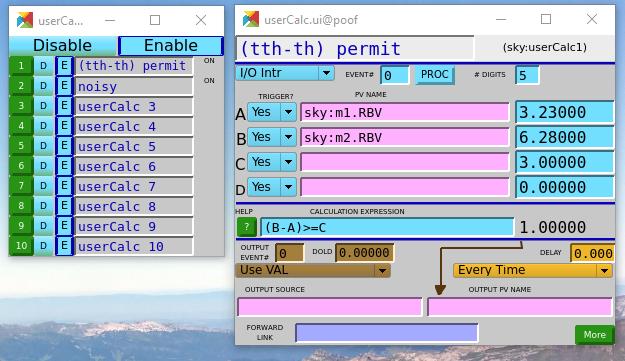 userCa...
Disable Enable
1 D E (tth-th) permit ON
2 D E noisy ON
3 D E userCalc 3
4 D E userCalc 4
5 D E userCalc 5
6 D E userCalc 6
7 D E userCalc 7
8 D E userCalc 8
9 D E userCalc 9
10 D E userCalc 10
userCalc.ui@poof
(tth-th) permit (sky:userCalc1)
I/O Intr EVENT# 0 PROC # DIGITS 5
TRIGGER? PV NAME
A Yes sky:m1.RBV 3.23000
B Yes sky:m2.RBV 6.28000
C Yes 3.00000
D Yes 0.00000
HELP CALCULATION EXPRESSION
? (B-A)>=C 1.00000
OUTPUT EVENT# 0 DOLD 0.00000 DELAY 0.000
Use VAL Every Time
OUTPUT SOURCE OUTPUT PV NAME
FORWARD LINK More